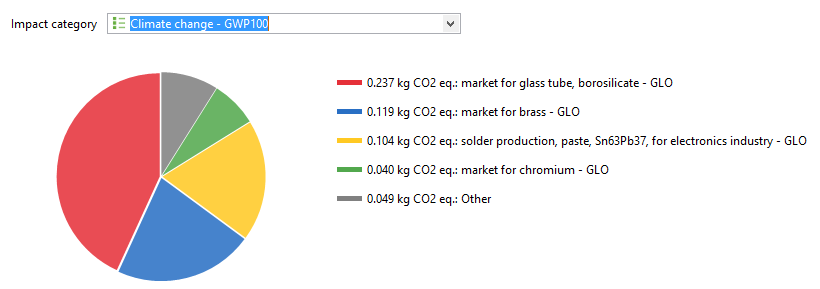 Impact category Climate change - GWP100
0.237 kg CO2 eq.: market for glass tube, borosilicate - GLO
0.119 kg CO2 eq.: market for brass - GLO
0.104 kg CO2 eq.: solder production, paste, Sn63Pb37, for electronics industry - GLO
0.040 kg CO2 eq.: market for chromium - GLO
0.049 kg CO2 eq.: Other